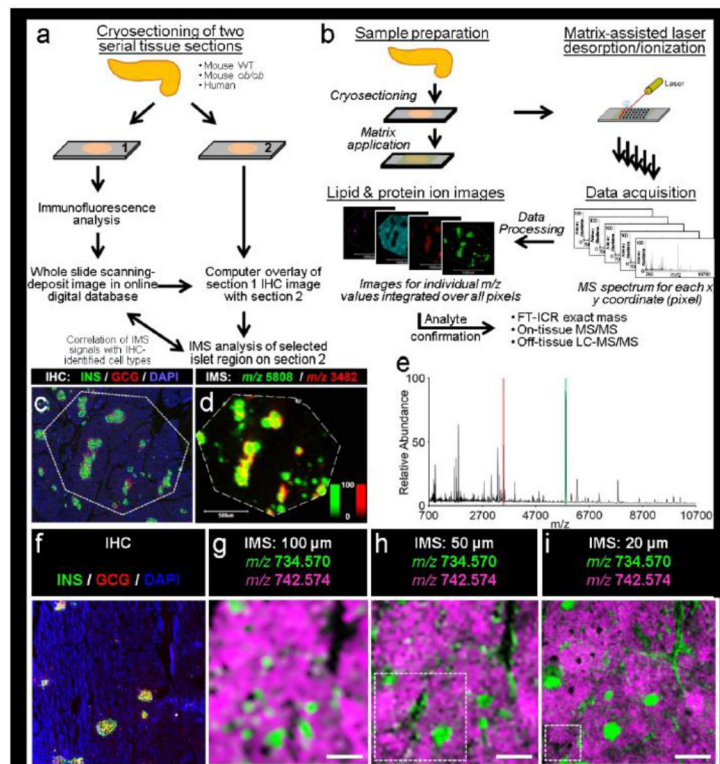 a
Cryosectioning of two
serial tissue sections
• Mouse WT
• Mouse ob/ob
• Human
1
2
Immunofluorescence
analysis
Whole slide scanning-
deposit image in online
digital database
Computer overlay of
section 1 IHC image
with section 2
Correlation of IMS
signals with IHC-
identified cell types
IMS analysis of selected
islet region on section 2
b
Sample preparation
Matrix-assisted laser
desorption/ionization
Cryosectioning
Laser
Matrix
application
Lipid & protein ion images
Data acquisition
Data
Processing
Images for individual m/z
values integrated over all pixels
MS spectrum for each x
y coordinate (pixel)
Analyte
confirmation
• FT-ICR exact mass
• On-tissue MS/MS
• Off-tissue LC-MS/MS
IHC: INS / GCG / DAPI
c
IMS: m/z 5808 / m/z 3482
d
100
0
500um
e
Relative Abundance
100
50
0
700 2700 4700 6700 8700 10700
m/z
f
IHC
INS / GCG / DAPI
g
IMS: 100 µm
m/z 734.570
m/z 742.574
h
IMS: 50 µm
m/z 734.570
m/z 742.574
i
IMS: 20 µm
m/z 734.570
m/z 742.574